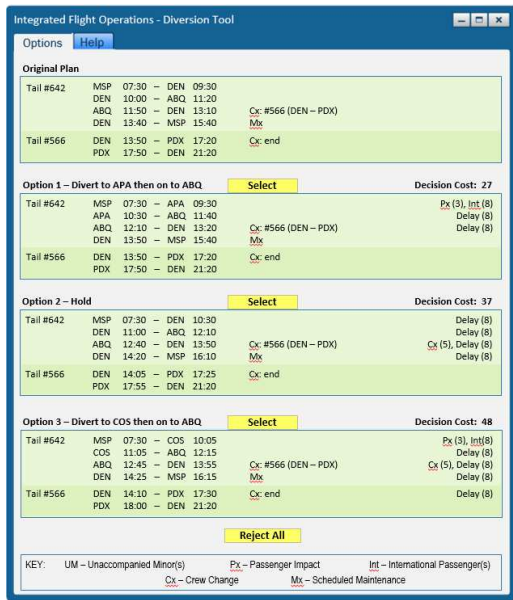 Integrated Flight Operations - Diversion Tool
Options Help
Original Plan
Tail #642 MSP 07:30 – DEN 09:30
DEN 10:00 – ABQ 11:20
ABQ 11:50 – DEN 13:10 Cx: #566 (DEN – PDX)
DEN 13:40 – MSP 15:40 Mx
Tail #566 DEN 13:50 – PDX 17:20 Cx: end
PDX 17:50 – DEN 21:20
Option 1 – Divert to APA then on to ABQ Select Decision Cost: 27
Tail #642 MSP 07:30 – APA 09:30 Px (3), Int (8)
APA 10:30 – ABQ 11:40 Delay (8)
ABQ 12:10 – DEN 13:20 Cx: #566 (DEN – PDX) Delay (8)
DEN 13:50 – MSP 15:40 Mx
Tail #566 DEN 13:50 – PDX 17:20 Cx: end
PDX 17:50 – DEN 21:20
Option 2 – Hold Select Decision Cost: 37
Tail #642 MSP 07:30 – DEN 10:30 Delay (8)
DEN 11:00 – ABQ 12:10 Delay (8)
ABQ 12:40 – DEN 13:50 Cx: #566 (DEN – PDX) Cx (5), Delay (8)
DEN 14:20 – MSP 16:10 Mx Delay (8)
Tail #566 DEN 14:05 – PDX 17:25 Cx: end
PDX 17:55 – DEN 21:20
Option 3 – Divert to COS then on to ABQ Select Decision Cost: 48
Tail #642 MSP 07:30 – COS 10:05 Px (3), Int(8)
COS 11:05 – ABQ 12:15 Delay (8)
ABQ 12:45 – DEN 13:55 Cx: #566 (DEN – PDX) Cx (5), Delay (8)
DEN 14:25 – MSP 16:15 Mx Delay (8)
Tail #566 DEN 14:10 – PDX 17:30 Cx: end Delay (8)
PDX 18:00 – DEN 21:20
Reject All
KEY: UM – Unaccompanied Minor(s) Px – Passenger Impact Int – International Passenger(s)
Cx – Crew Change Mx – Scheduled Maintenance